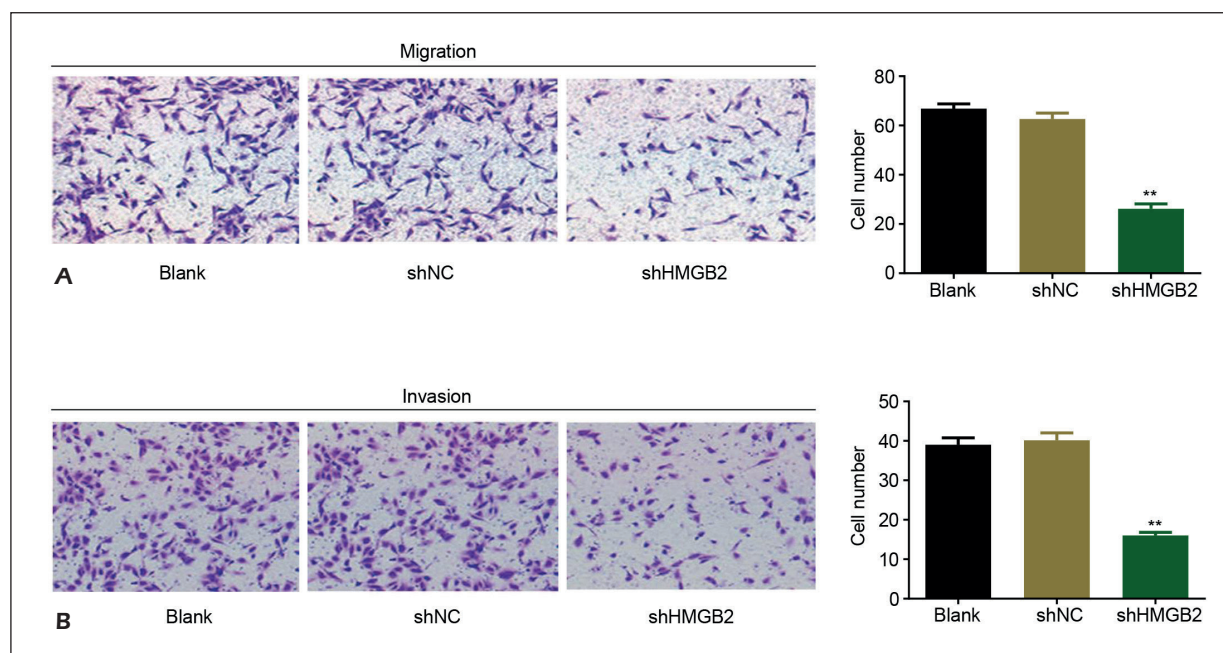 Migration
A
Blank
shNC
shHMGB2
Cell number
80
60
40
20
0
**
Blank
shNC
shHMGB2
Invasion
B
Blank
shNC
shHMGB2
Cell number
50
40
30
20
10
0
**
Blank
shNC
shHMGB2